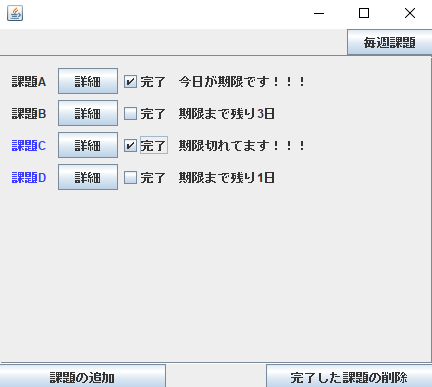 毎週課題
課題A 詳細 完了 今日が期限です！！！
課題B 詳細 完了 期限まで残り3日
課題C 詳細 完了 期限切れてます！！！
課題D 詳細 完了 期限まで残り1日
課題の追加 完了した課題の削除